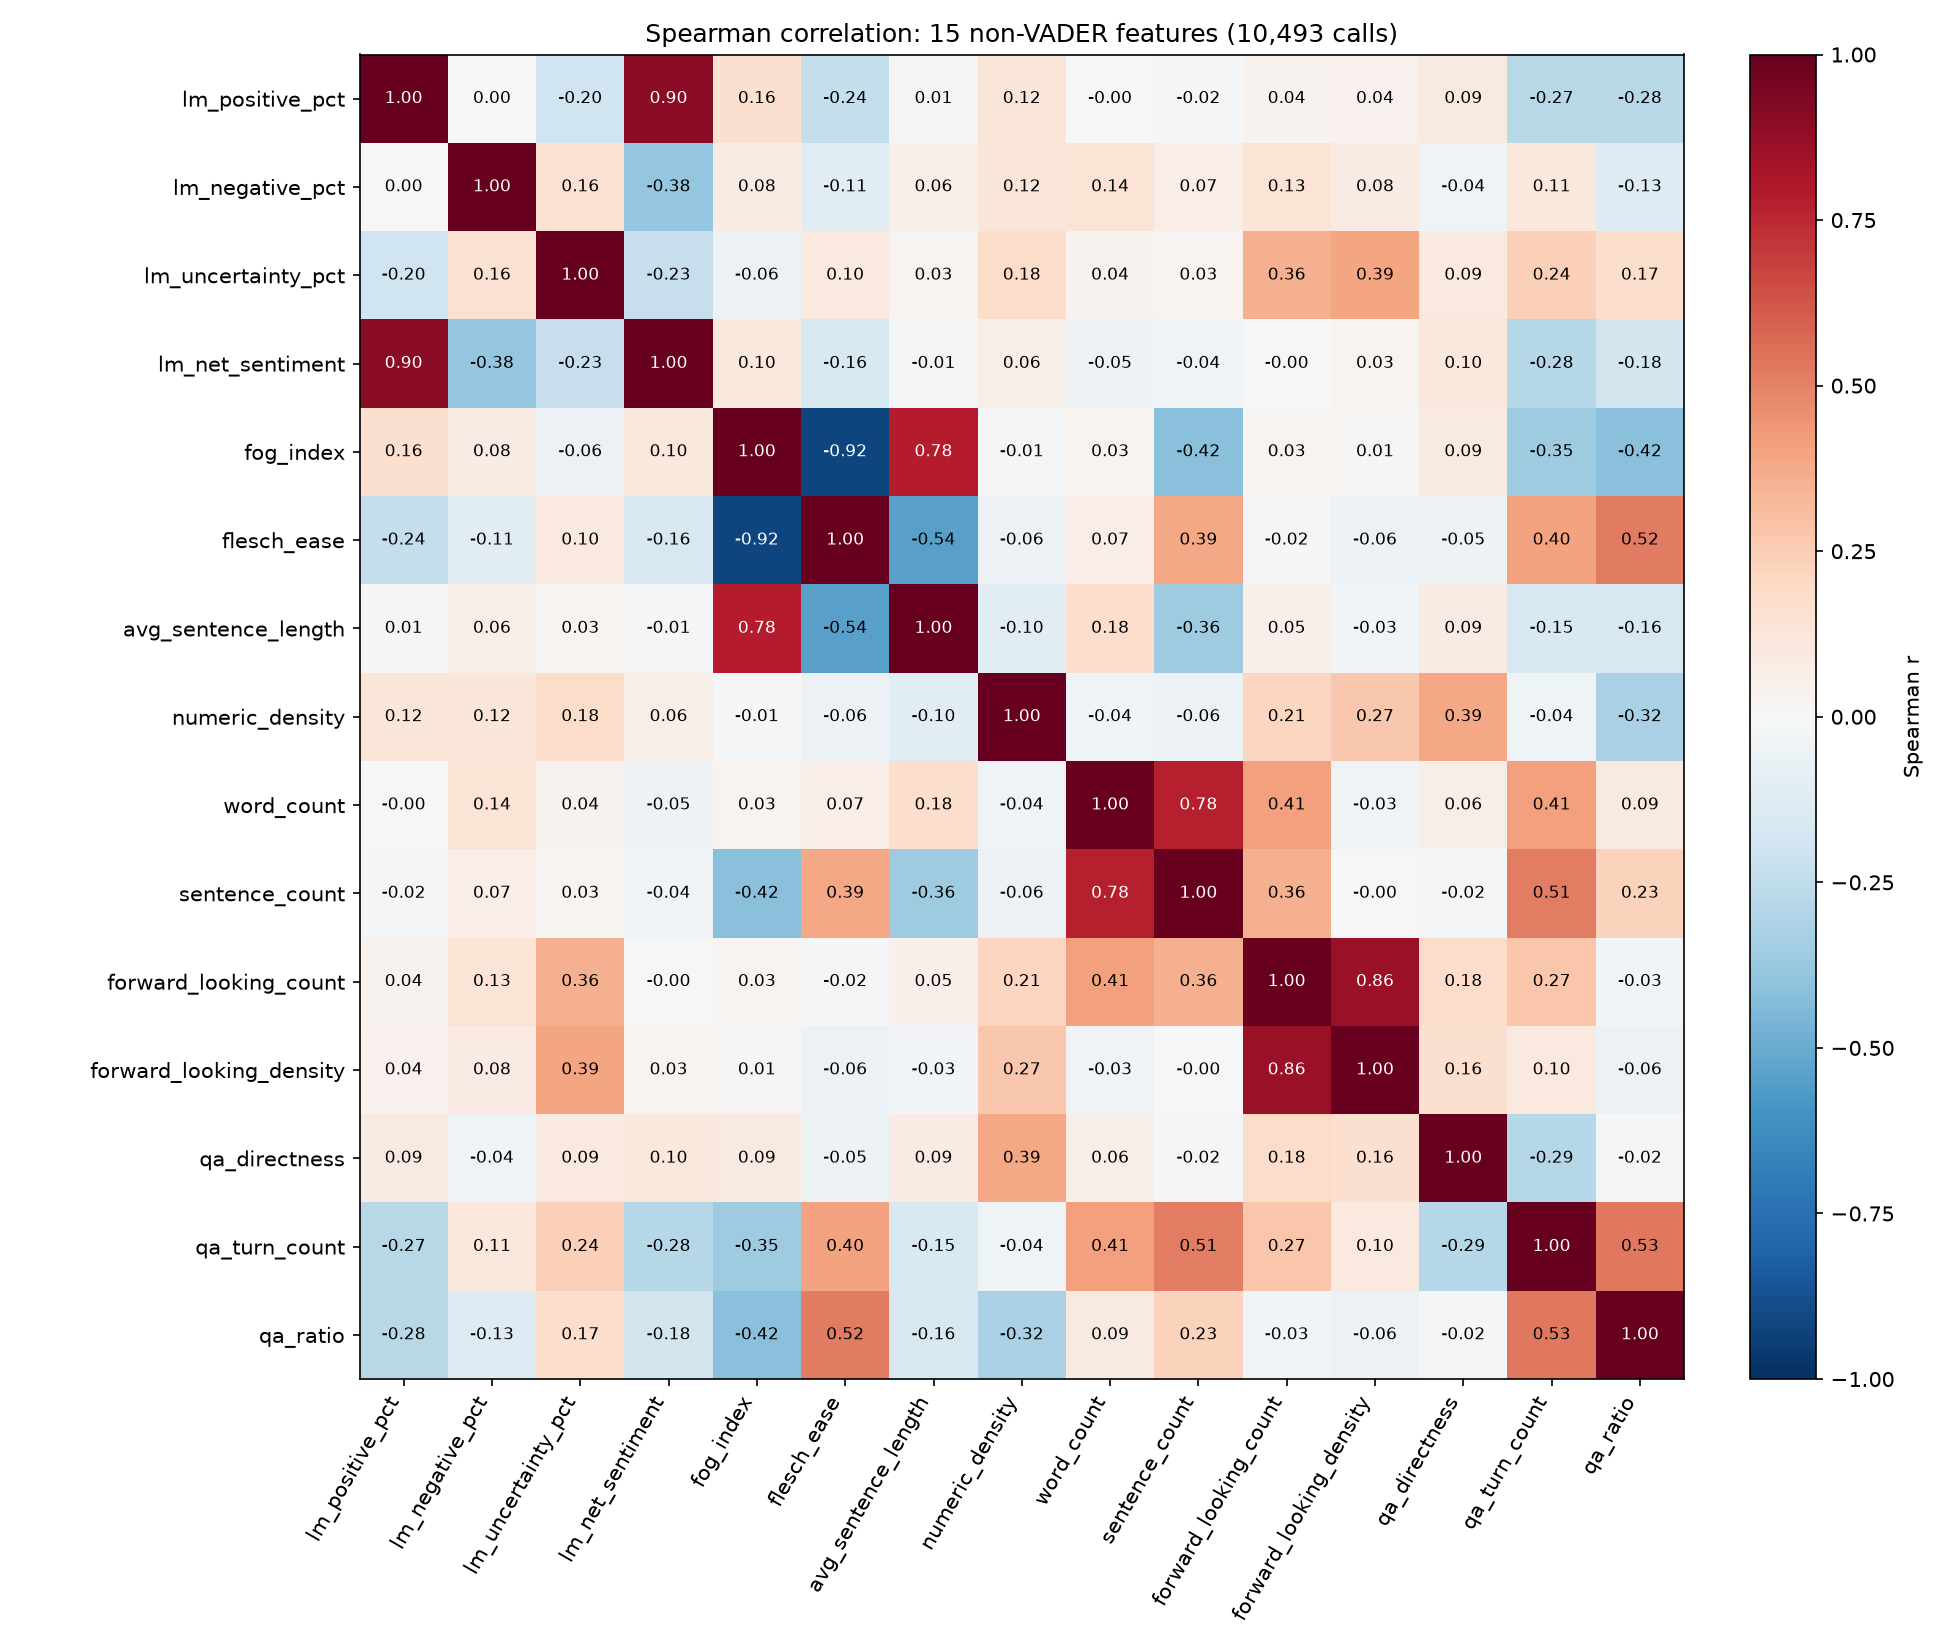 Spearman correlation: 15 non-VADER features (10,493 calls)
lm_positive_pct 1.00 0.00 -0.20 0.90 0.16 -0.24 0.01 0.12 -0.00 -0.02 0.04 0.04 0.09 -0.27 -0.28
lm_negative_pct 0.00 1.00 0.16 -0.38 0.08 -0.11 0.06 0.12 0.14 0.07 0.13 0.08 -0.04 0.11 -0.13
lm_uncertainty_pct -0.20 0.16 1.00 -0.23 -0.06 0.10 0.03 0.18 0.04 0.03 0.36 0.39 0.09 0.24 0.17
lm_net_sentiment 0.90 -0.38 -0.23 1.00 0.10 -0.16 -0.01 0.06 -0.05 -0.04 -0.00 0.03 0.10 -0.28 -0.18
fog_index 0.16 0.08 -0.06 0.10 1.00 -0.92 0.78 -0.01 0.03 -0.42 0.03 0.01 0.09 -0.35 -0.42
flesch_ease -0.24 -0.11 0.10 -0.16 -0.92 1.00 -0.54 -0.06 0.07 0.39 -0.02 -0.06 -0.05 0.40 0.52
avg_sentence_length 0.01 0.06 0.03 -0.01 0.78 -0.54 1.00 -0.10 0.18 -0.36 0.05 -0.03 0.09 -0.15 -0.16
numeric_density 0.12 0.12 0.18 0.06 -0.01 -0.06 -0.10 1.00 -0.04 -0.06 0.21 0.27 0.39 -0.04 -0.32
word_count -0.00 0.14 0.04 -0.05 0.03 0.07 0.18 -0.04 1.00 0.78 0.41 -0.03 0.06 0.41 0.09
sentence_count -0.02 0.07 0.03 -0.04 -0.42 0.39 -0.36 -0.06 0.78 1.00 0.36 -0.00 -0.02 0.51 0.23
forward_looking_count 0.04 0.13 0.36 -0.00 0.03 -0.02 0.05 0.21 0.41 0.36 1.00 0.86 0.18 0.27 -0.03
forward_looking_density 0.04 0.08 0.39 0.03 0.01 -0.06 -0.03 0.27 -0.03 -0.00 0.86 1.00 0.16 0.10 -0.06
qa_directness 0.09 -0.04 0.09 0.10 0.09 -0.05 0.09 0.39 0.06 -0.02 0.18 0.16 1.00 -0.29 -0.02
qa_turn_count -0.27 0.11 0.24 -0.28 -0.35 0.40 -0.15 -0.04 0.41 0.51 0.27 0.10 -0.29 1.00 0.53
qa_ratio -0.28 -0.13 0.17 -0.18 -0.42 0.52 -0.16 -0.32 0.09 0.23 -0.03 -0.06 -0.02 0.53 1.00
lm_positive_pct
lm_negative_pct
lm_uncertainty_pct
lm_net_sentiment
fog_index
flesch_ease
avg_sentence_length
numeric_density
word_count
sentence_count
forward_looking_count
forward_looking_density
qa_directness
qa_turn_count
qa_ratio
1.00
0.75
0.50
0.25
0.00
−0.25
−0.50
−0.75
−1.00
Spearman r